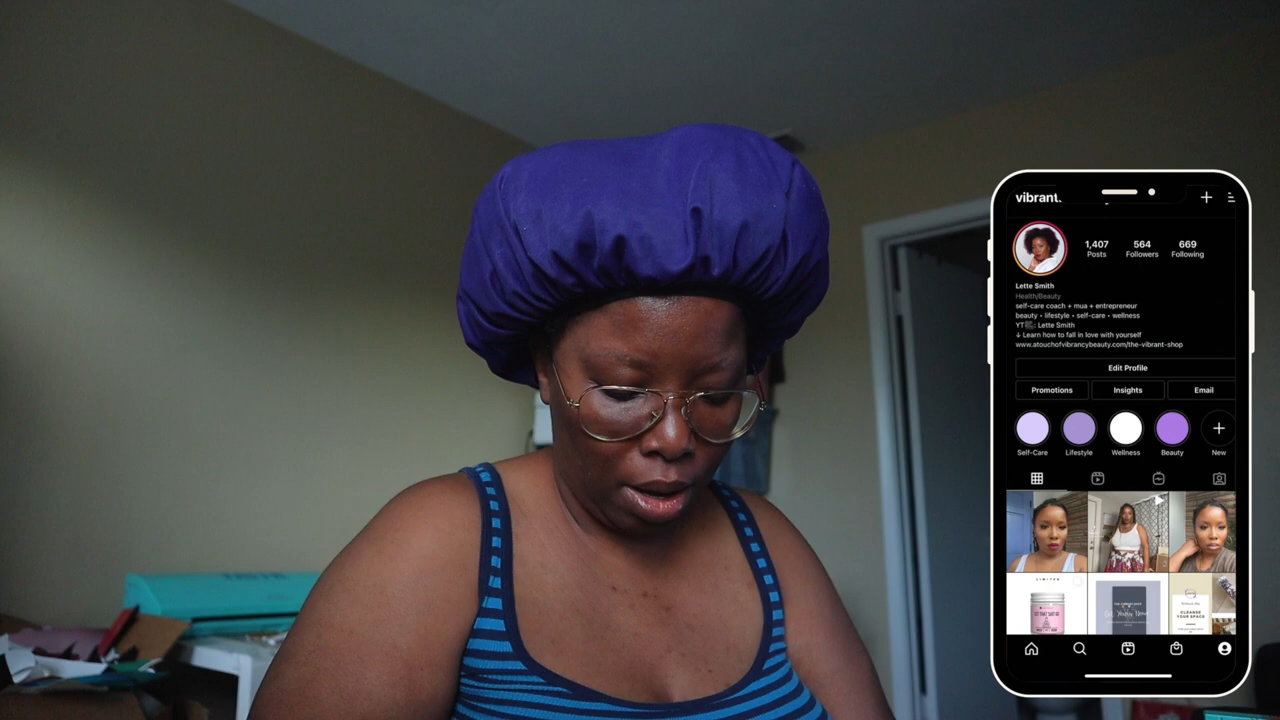 vibrant.
1,407 564 669
Posts Followers Following
Lette Smith
Health/Beauty
self-care coach + mua + entrepreneur
beauty • lifestyle • self-care • wellness
YT: Lette Smith
↓ Learn how to fall in love with yourself
www.atouchofvibrancybeauty.com/the-vibrant-shop
Edit Profile
Promotions Insights Email
Self-Care Lifestyle Wellness Beauty New
LIMITED
CLEANSE
YOUR SPACE